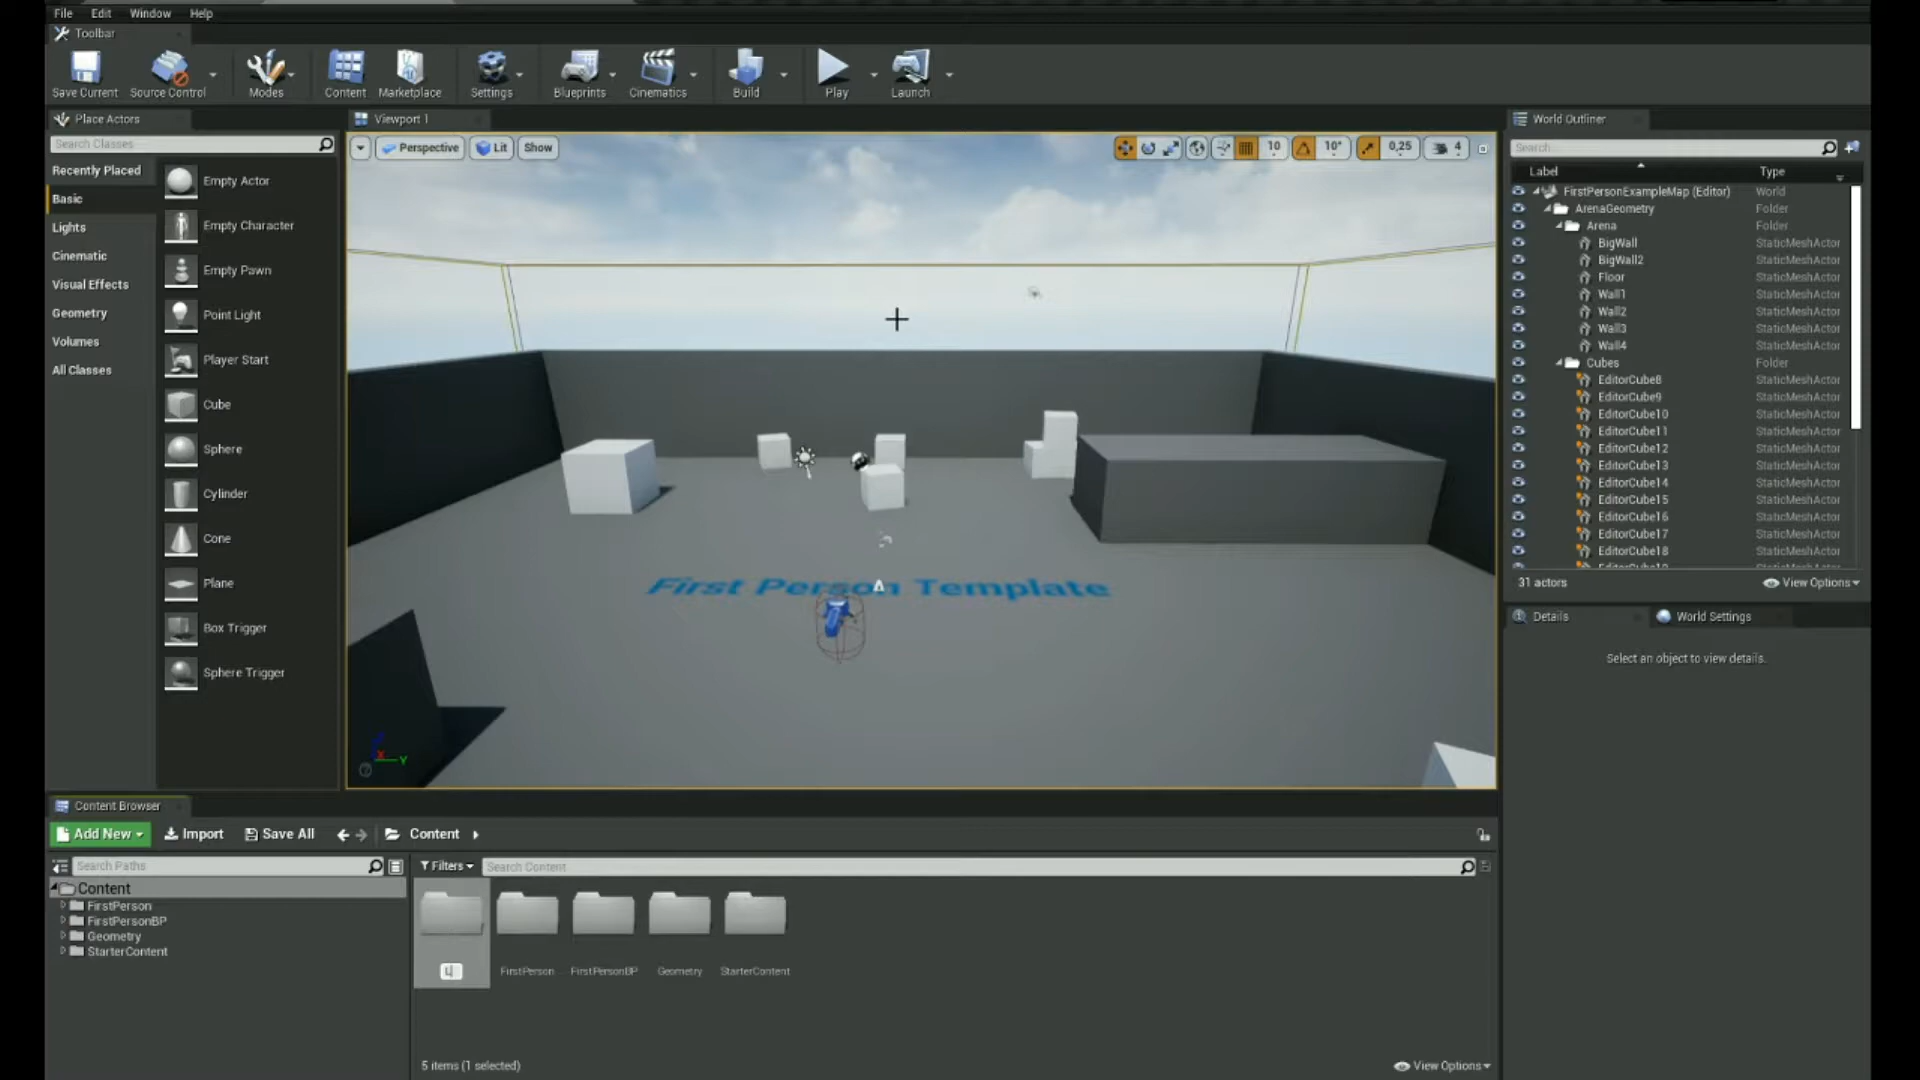 File Edit Window Help
Toolbar
Save Current Source Control Modes Content Marketplace Settings Blueprints Cinematics Build Play Launch
Place Actors
Search Classes
Recently Placed
Basic
Lights
Cinematic
Visual Effects
Geometry
Volumes
All Classes
Empty Actor
Empty Character
Empty Pawn
Point Light
Player Start
Cube
Sphere
Cylinder
Cone
Plane
Box Trigger
Sphere Trigger
Viewport 1
Perspective Lit Show
10 10° 0,25 4
First Person Template
Y
World Outliner
Search...
Label Type
FirstPersonExampleMap (Editor) World
ArenaGeometry Folder
Arena Folder
BigWall StaticMeshActor
BigWall2 StaticMeshActor
Floor StaticMeshActor
Wall1 StaticMeshActor
Wall2 StaticMeshActor
Wall3 StaticMeshActor
Wall4 StaticMeshActor
Cubes Folder
EditorCube8 StaticMeshActor
EditorCube9 StaticMeshActor
EditorCube10 StaticMeshActor
EditorCube11 StaticMeshActor
EditorCube12 StaticMeshActor
EditorCube13 StaticMeshActor
EditorCube14 StaticMeshActor
EditorCube15 StaticMeshActor
EditorCube16 StaticMeshActor
EditorCube17 StaticMeshActor
EditorCube18 StaticMeshActor
31 actors View Options
Details World Settings
Select an object to view details.
Content Browser
Add New Import Save All Content
Search Paths
Content
FirstPerson
FirstPersonBP
Geometry
StarterContent
Filters Search Content
FirstPerson FirstPersonBP Geometry StarterContent
5 items (1 selected) View Options